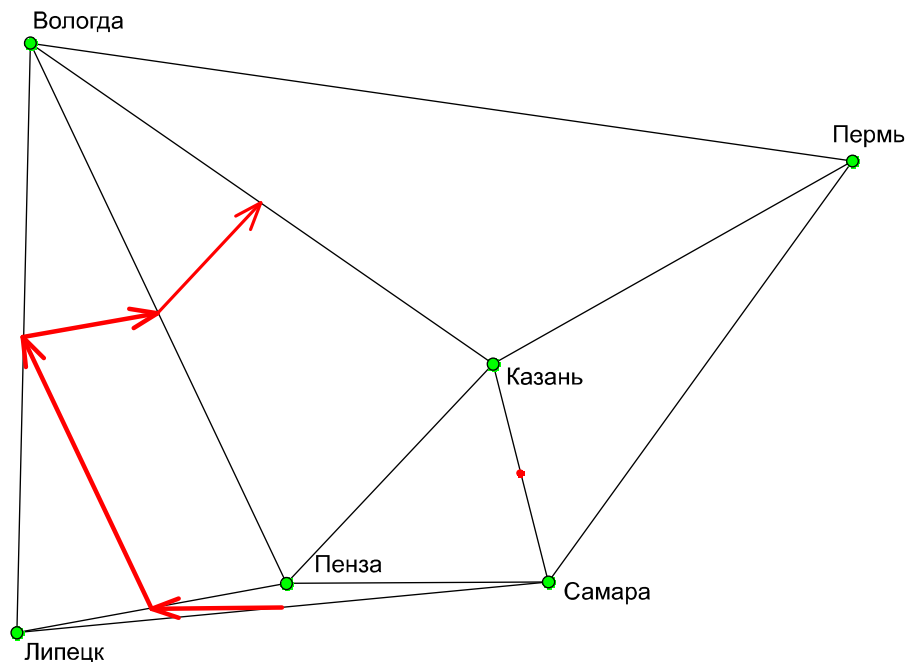 Вологда
Пермь
Казань
Пенза
Самара
Липецк